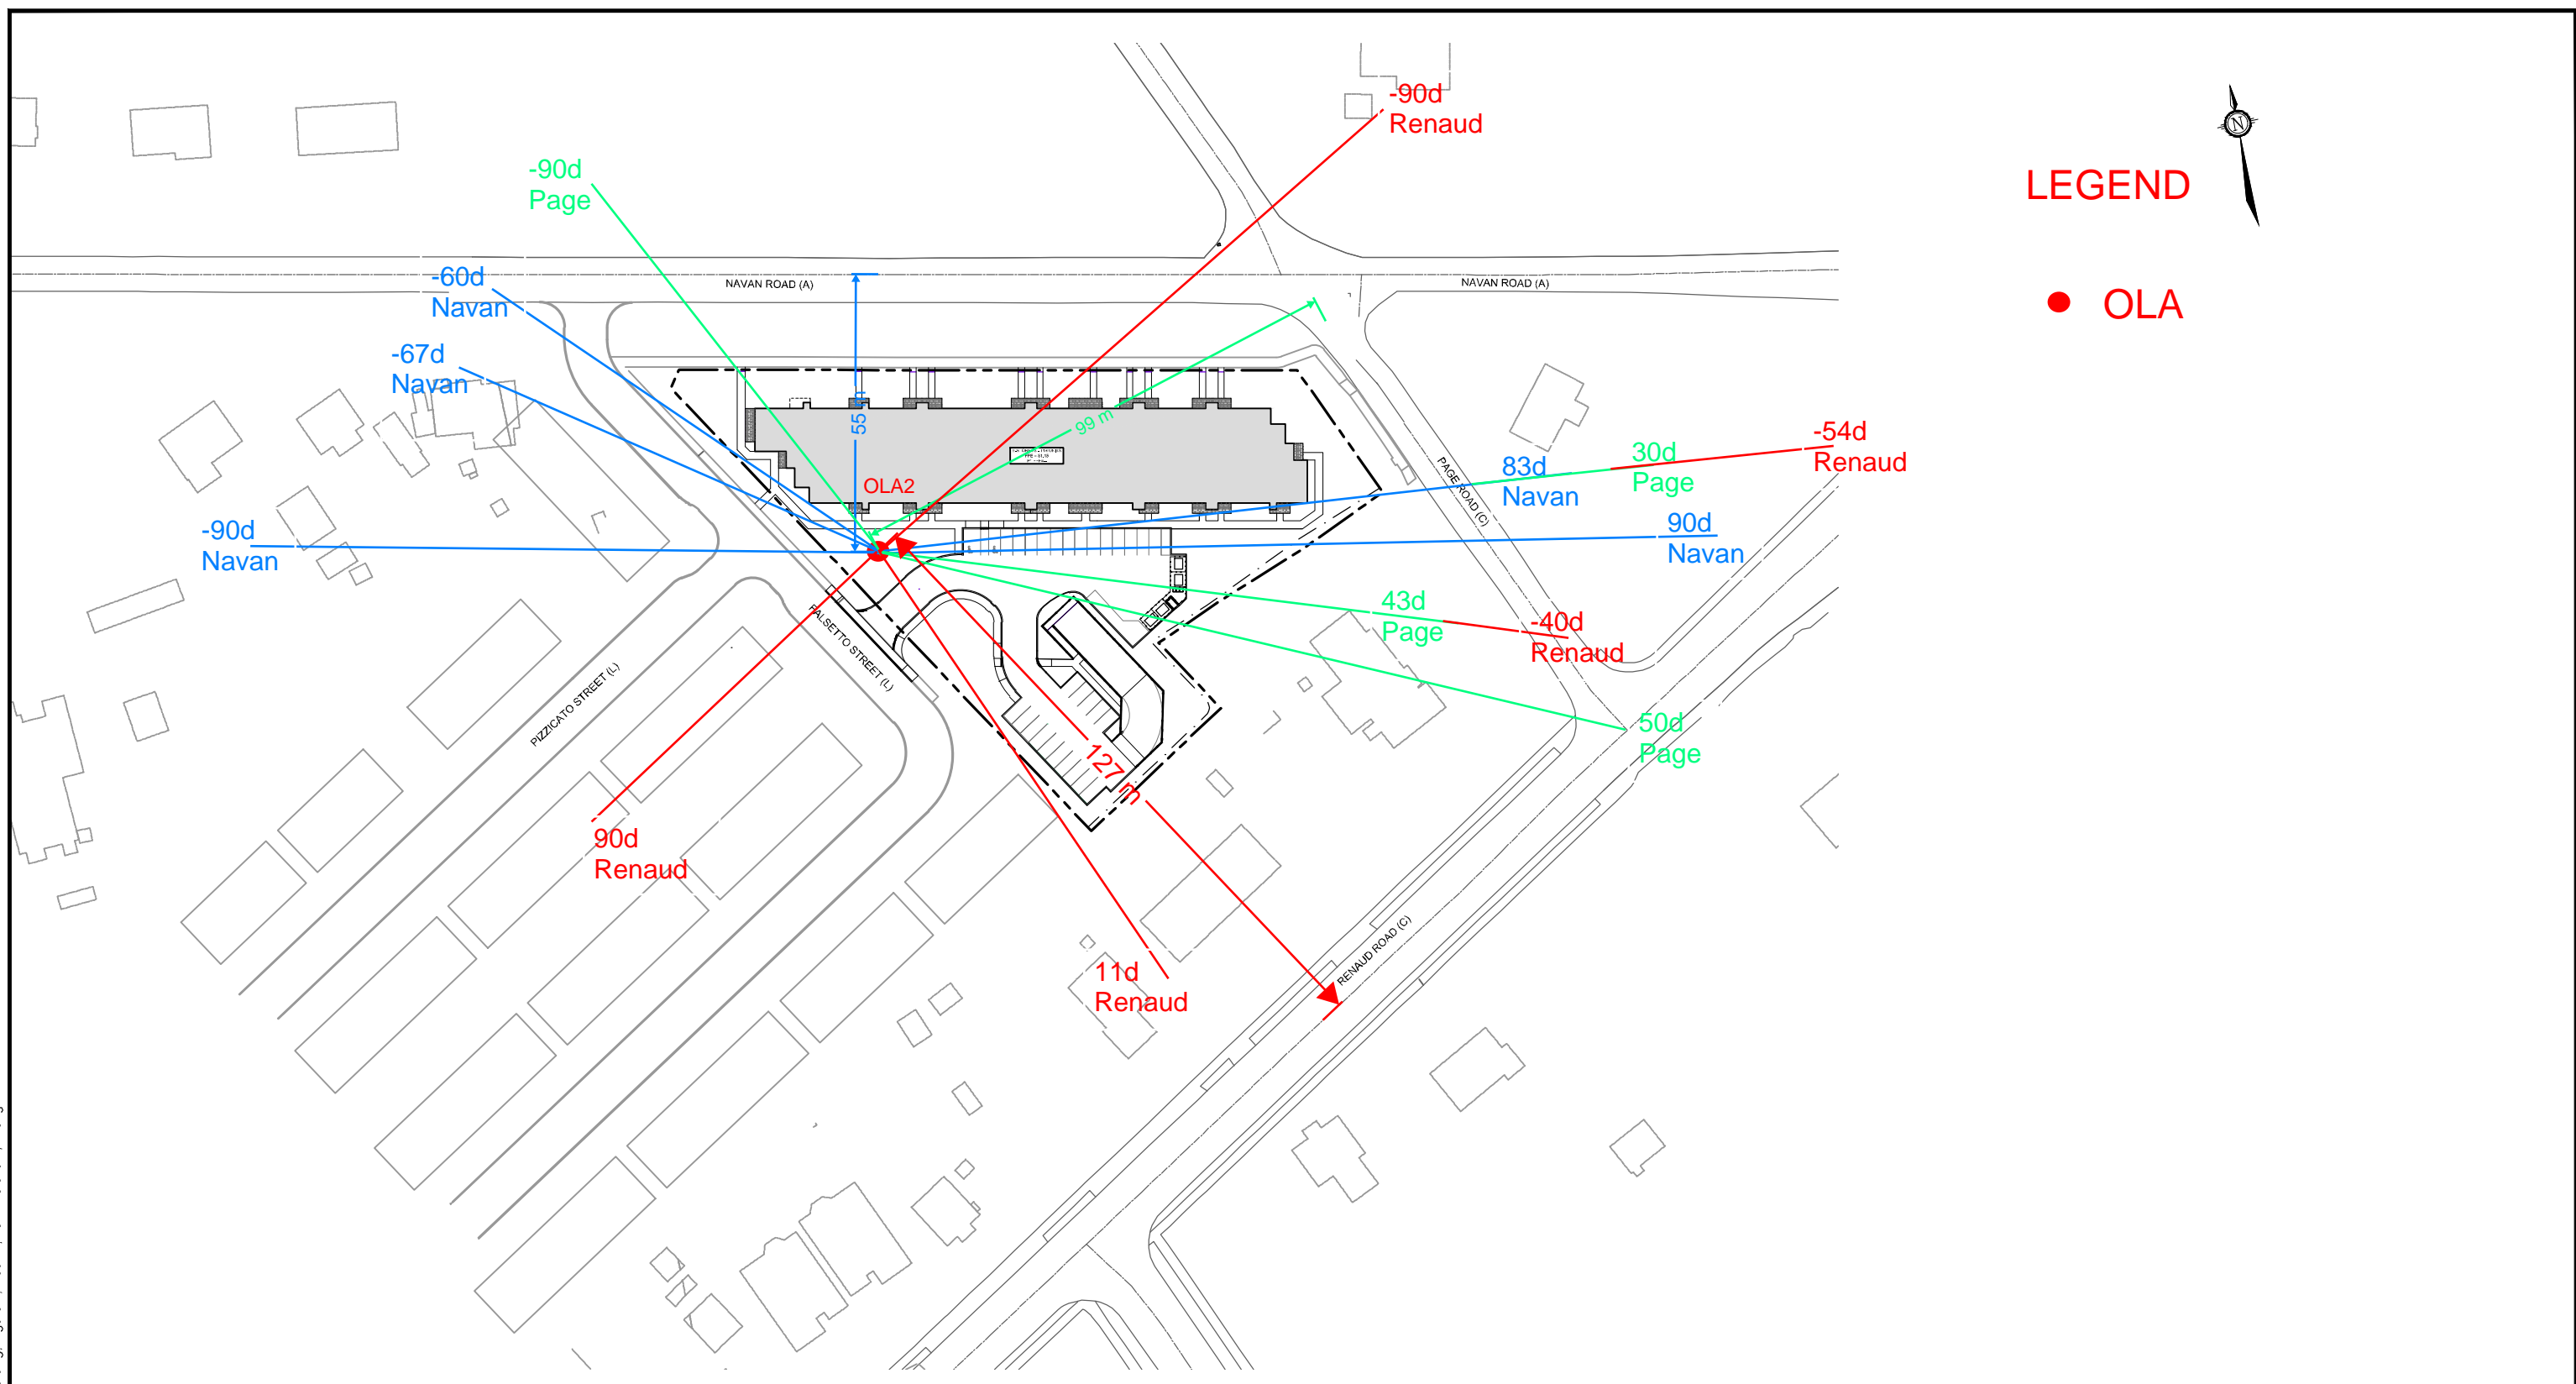 -90d
Renaud
N
LEGEND
OLA
-90d
Page
-60d
Navan
NAVAN ROAD (A)
NAVAN ROAD (A)
-67d
Navan
55 m
99 m
OLA2
PAGE ROAD (C)
83d
Navan
30d
Page
-54d
Renaud
-90d
Navan
90d
Navan
43d
Page
-40d
Renaud
FALSETTO STREET (L)
PIZZICATO STREET (L)
50d
Page
127 m
90d
Renaud
11d
Renaud
RENAUD ROAD (C)